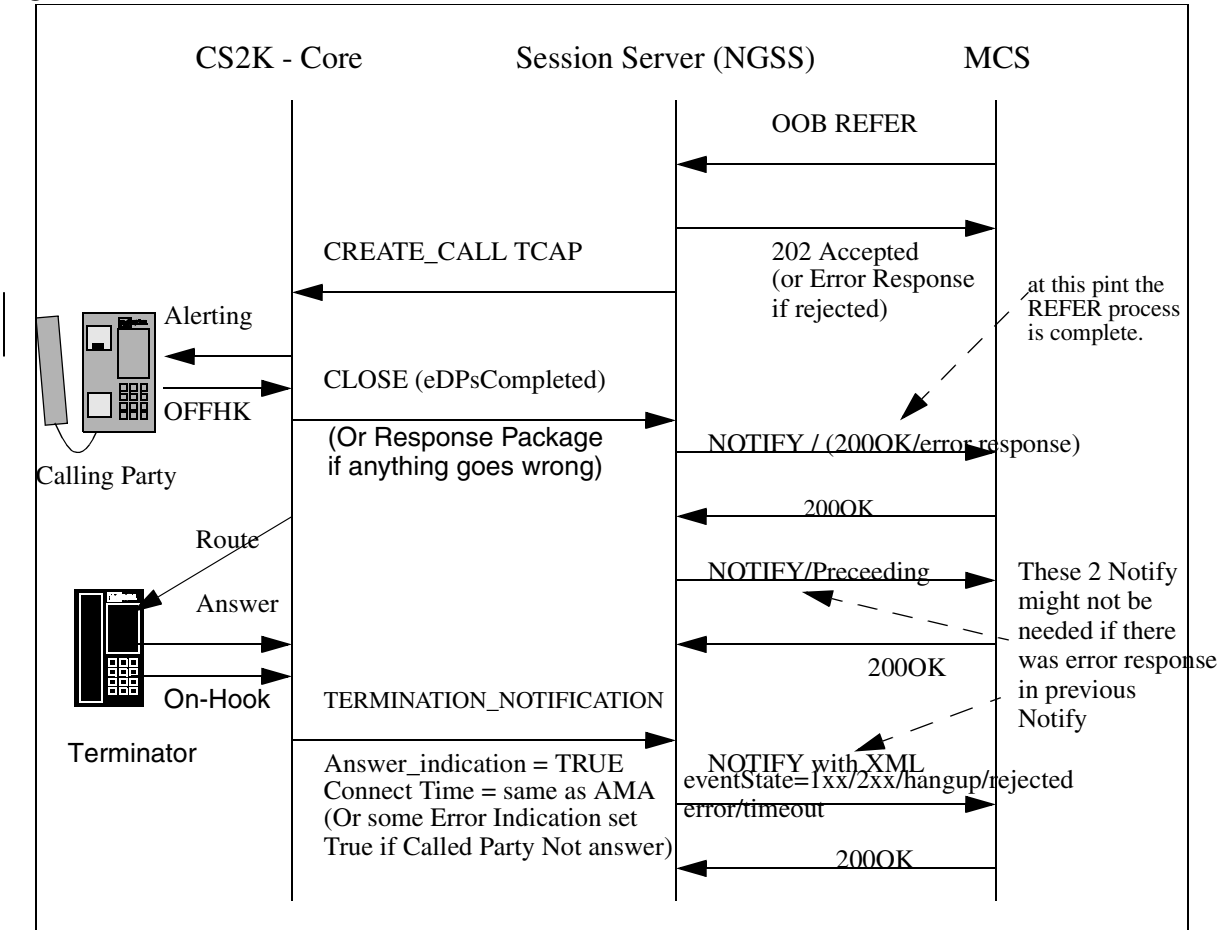 CS2K - Core
Session Server (NGSS)
MCS
OOB REFER
CREATE_CALL TCAP
202 Accepted
(or Error Response
if rejected)
at this pint the
REFER process
is complete.
Alerting
OFFHK
Calling Party
CLOSE (eDPsCompleted)
(Or Response Package
if anything goes wrong)
NOTIFY / (200OK/error response)
200OK
Route
NOTIFY/Preceeding
These 2 Notify
might not be
needed if there
was error response
in previous
Notify
Answer
200OK
On-Hook
Terminator
TERMINATION_NOTIFICATION
Answer_indication = TRUE
Connect Time = same as AMA
(Or some Error Indication set
True if Called Party Not answer)
NOTIFY with XML
eventState=1xx/2xx/hangup/rejected
error/timeout
200OK